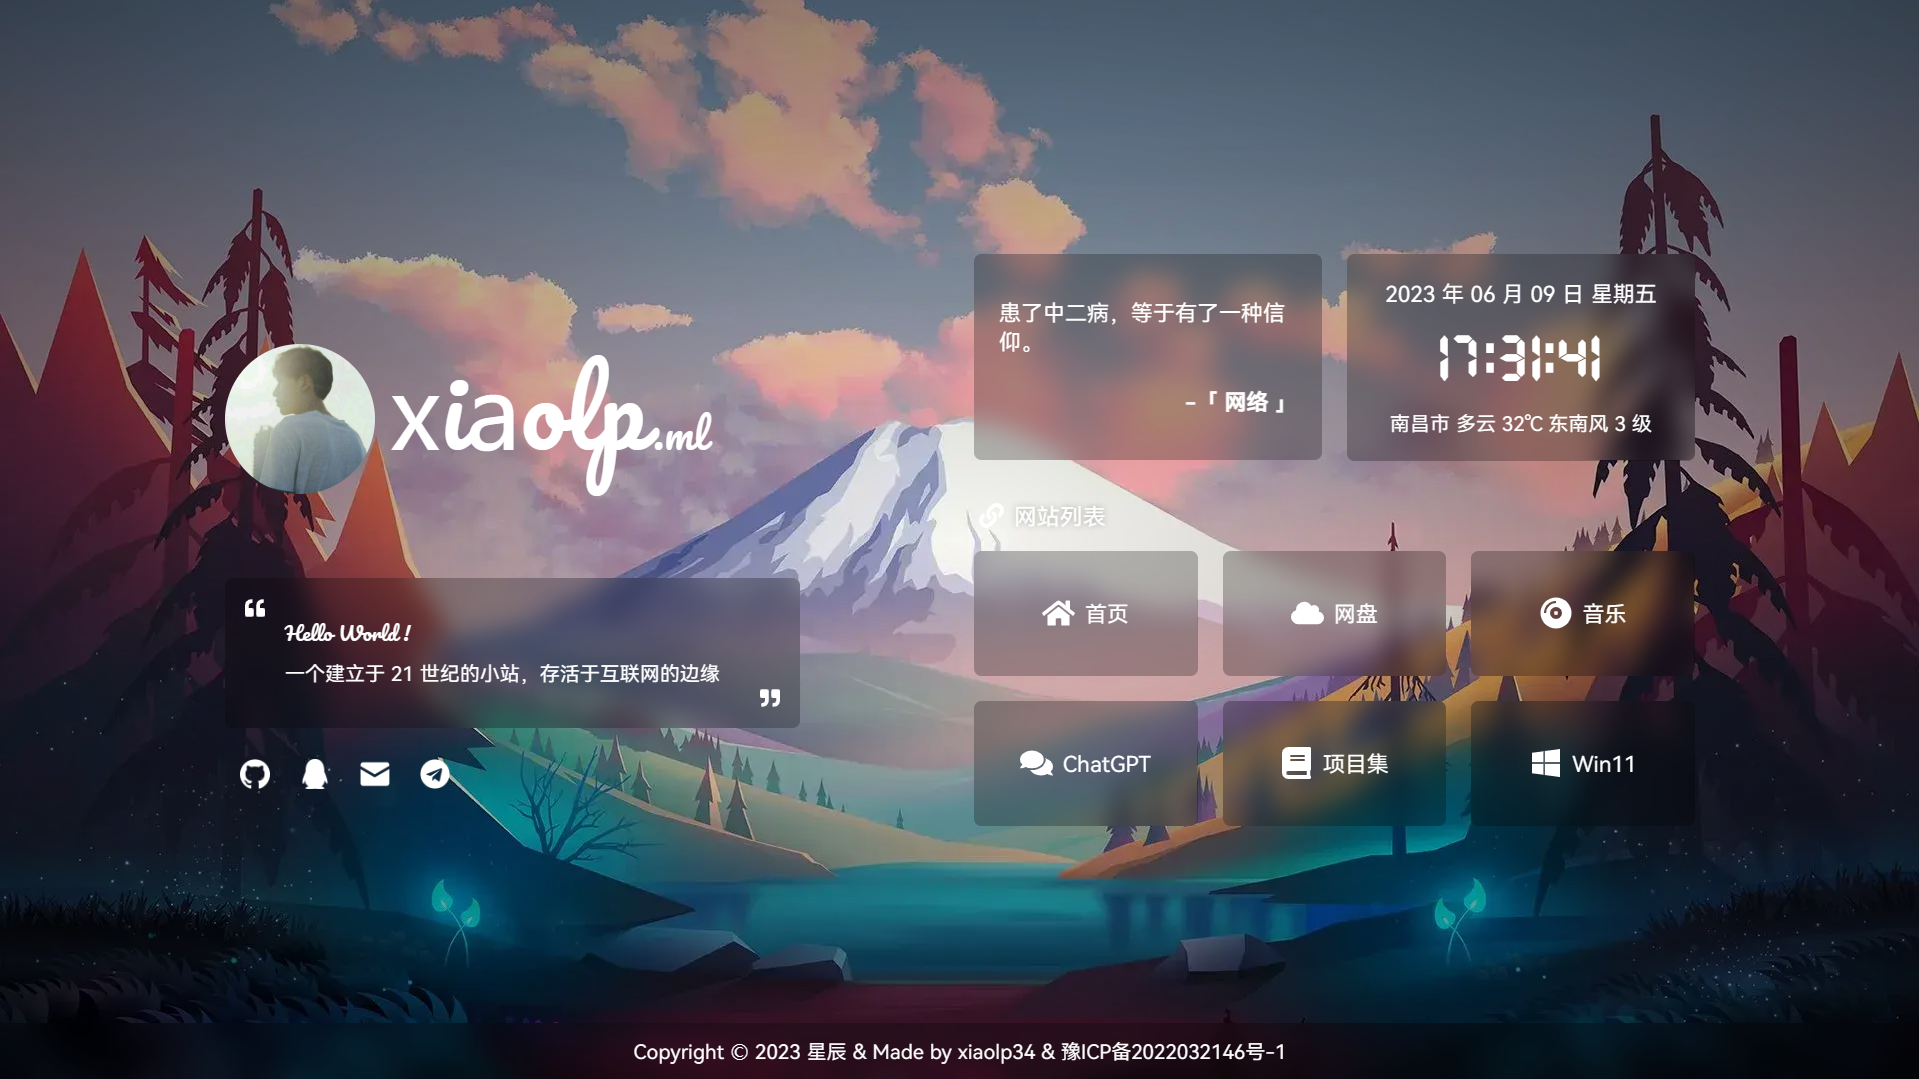 xiaolp.ml
Hello World !
一个建立于 21 世纪的小站，存活于互联网的边缘
患了中二病，等于有了一种信
仰。
-「 网络 」
2023 年 06 月 09 日 星期五
17:31:41
南昌市 多云 32℃ 东南风 3 级
网站列表
首页
网盘
音乐
ChatGPT
项目集
Win11
Copyright © 2023 星辰 & Made by xiaolp34 & 豫ICP备2022032146号-1